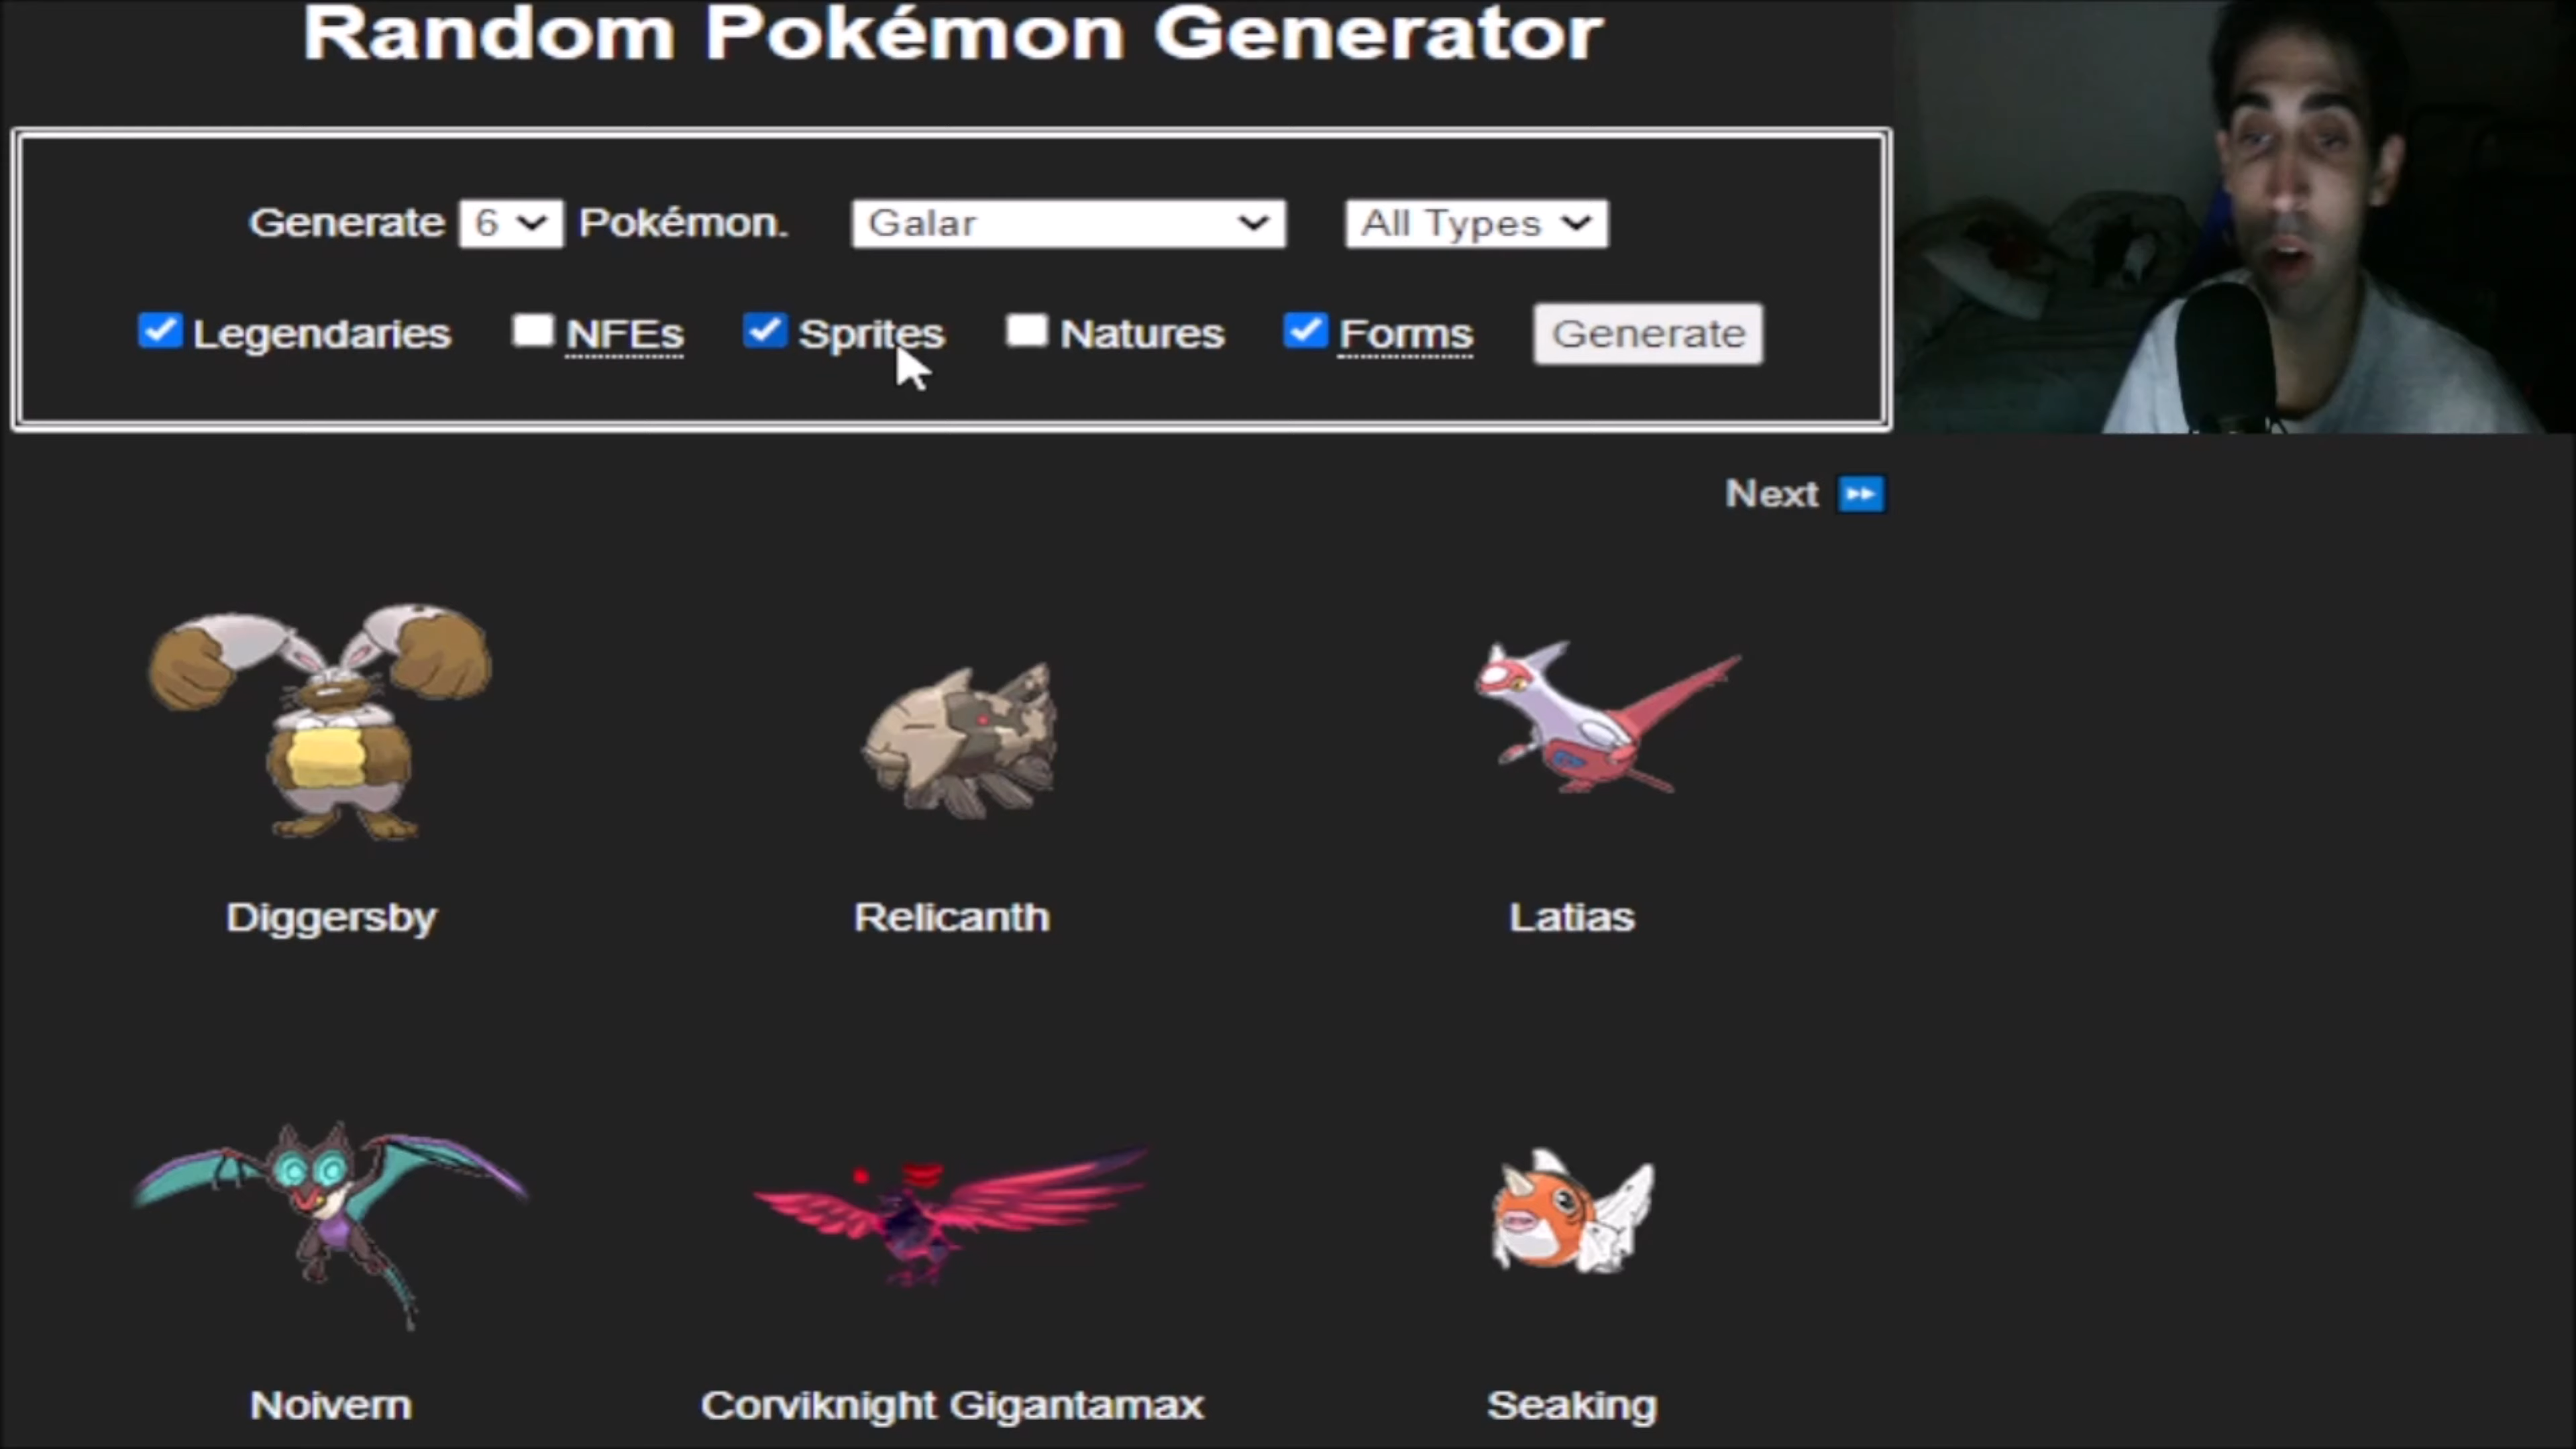 Random Pokémon Generator
Generate 6 Pokémon. Galar All Types
Legendaries NFEs Sprites Natures Forms Generate
Next
Diggersby Relicanth Latias
Noivern Corviknight Gigantamax Seaking